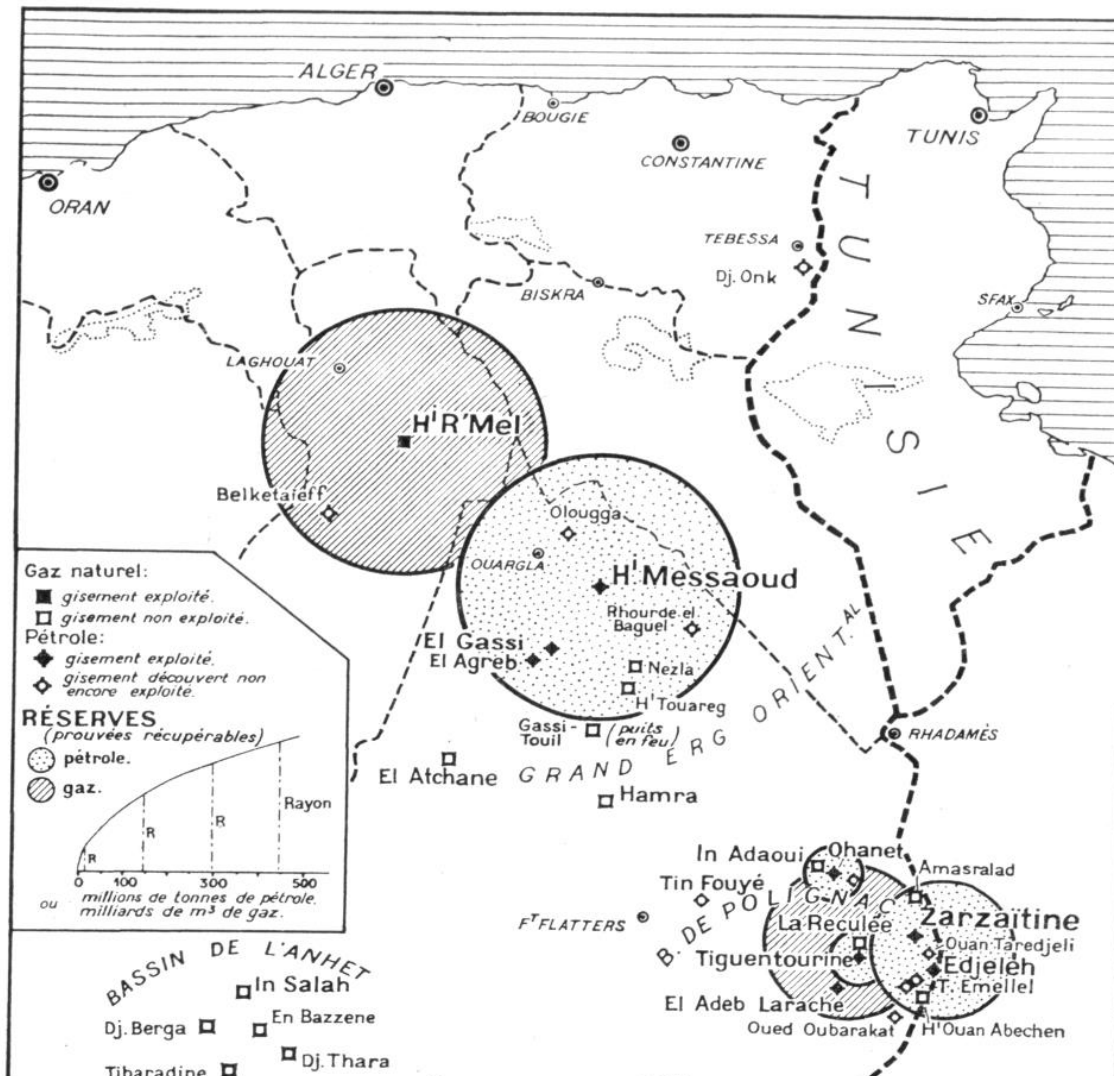 ALGER
BOUGIE
CONSTANTINE
TUNIS
ORAN
TEBESSA
Dj. Onk
BISKRA
SFAX
TUNISIE
LAGHOUAT
Hⁱ R'Mel
Belketaieff
Olougga
OUARGLA
Hⁱ Messaoud
Rhourde el
Baguel
El Gassi
El Agreb
Nezla
Hⁱ Touareg
Gassi-
Touil
(puits
en feu)
El Atchane
GRAND ERG ORIENTAL
Hamra
RHADAMÈS
Gaz naturel:
gisement exploité.
gisement non exploité.
Pétrole:
gisement exploité.
gisement découvert non
encore exploité.
RÉSERVES
(prouvées récupérables)
pétrole.
gaz.
R
R
R
Rayon
0 100 300 500
ou millions de tonnes de pétrole.
milliards de m³ de gaz.
In Adaoui
Ohanet
Amasralad
Tin Fouyé
Fᵀ FLATTERS
B. DE POLIGNAC
La Reculée
Zarzaïtine
Ouan Taredjeli
Tiguentourine
Edjeleh
T. Emellel
El Adeb Larache
Oued Oubarakat
H'Ouan Abechen
BASSIN DE L'ANHET
In Salah
Dj. Berga
En Bazzene
Dj. Thara
Tibaradine